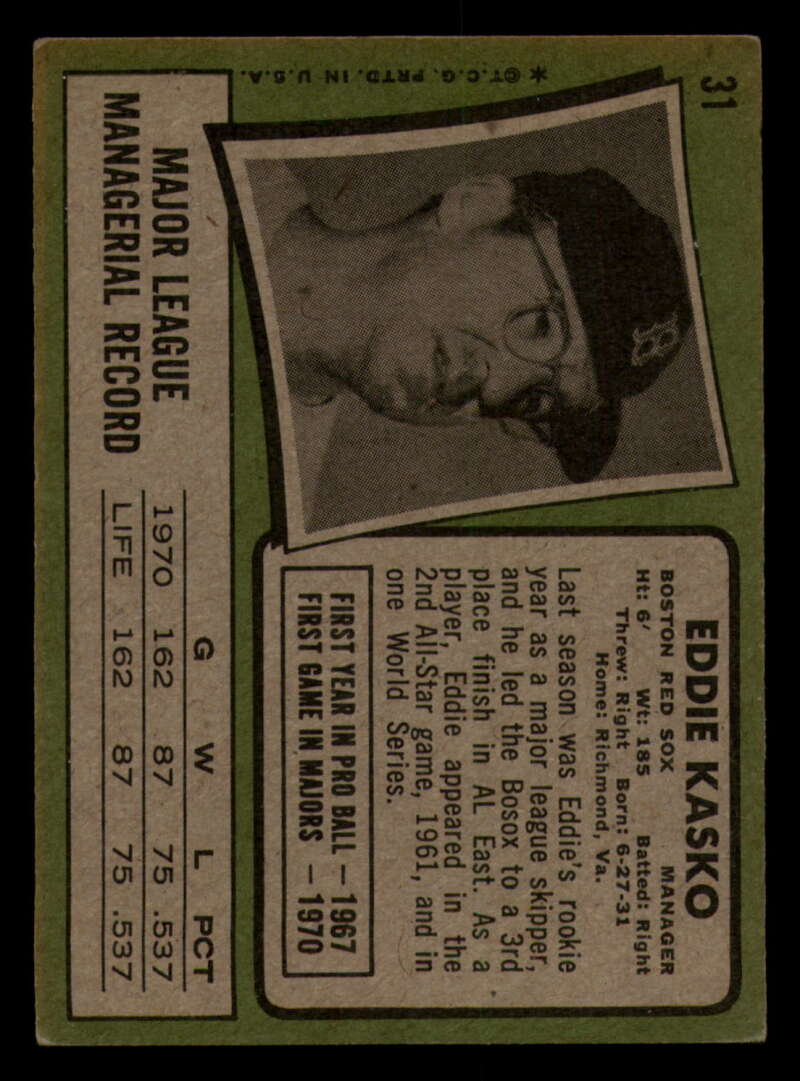 31
* ©T.C.G. PRTD. IN U.S.A.
B
EDDIE KASKO
BOSTON RED SOX MANAGER
Ht: 6' Wt: 185 Batted: Right
Threw: Right Born: 6-27-31
Home: Richmond, Va.
Last season was Eddie's rookie
year as a major league skipper,
and he led the Bosox to a 3rd
place finish in AL East. As a
player, Eddie appeared in the
2nd All-Star game, 1961, and in
one World Series.
FIRST YEAR IN PRO BALL — 1967
FIRST GAME IN MAJORS — 1970
MAJOR LEAGUE
MANAGERIAL RECORD
G W L PCT
1970 162 87 75 .537
LIFE 162 87 75 .537